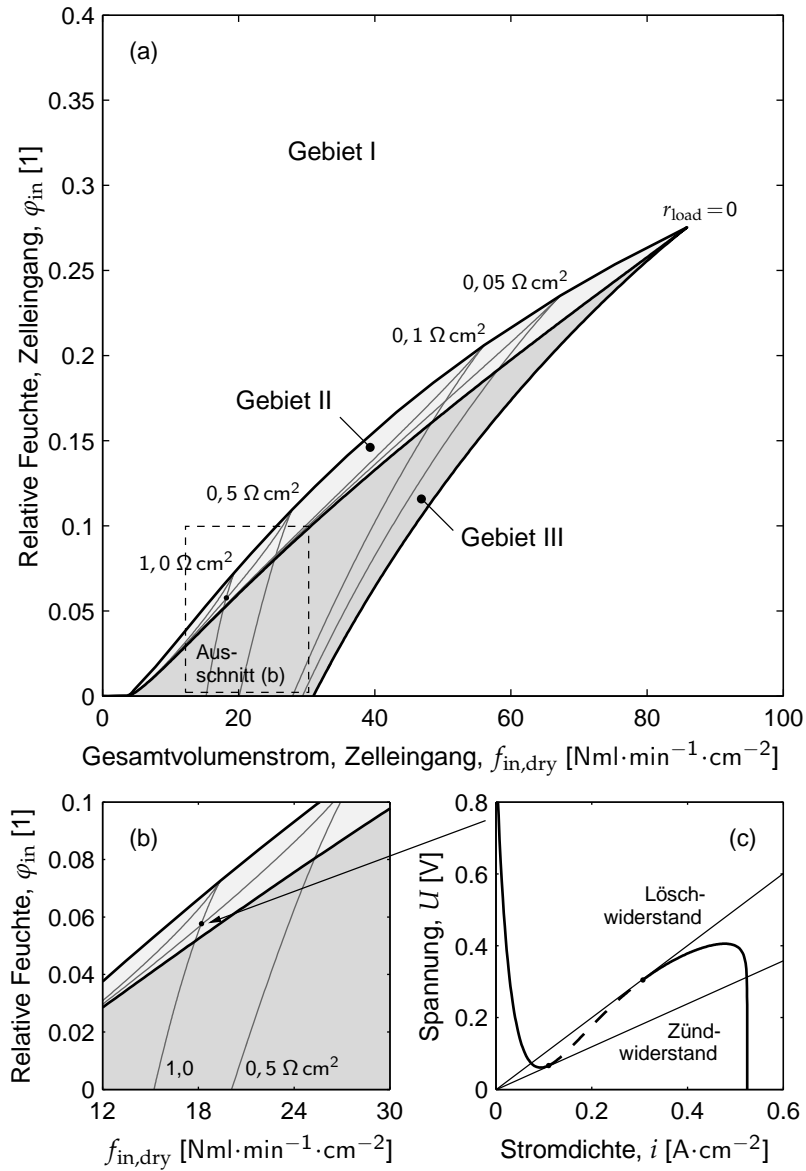 0.4
(a)
0.35
Gebiet I
0.3
r_load = 0
0.25
0,05 Ω cm²
0,1 Ω cm²
0.2
Gebiet II
0.15
0,5 Ω cm²
0.1
Gebiet III
1,0 Ω cm²
0.05
Aus-
schnitt (b)
0
Relative Feuchte, Zelleingang, φ_in [1]
0 20 40 60 80 100
Gesamtvolumenstrom, Zelleingang, f_in,dry [Nml·min⁻¹·cm⁻²]
0.1
(b)
0.08
0.06
0.04
0.02
1,0
0,5 Ω cm²
0
Relative Feuchte, φ_in [1]
12 18 24 30
f_in,dry [Nml·min⁻¹·cm⁻²]
0.8
(c)
0.6
Lösch-
widerstand
0.4
0.2
Zünd-
widerstand
0
Spannung, U [V]
0 0.2 0.4 0.6
Stromdichte, i [A·cm⁻²]